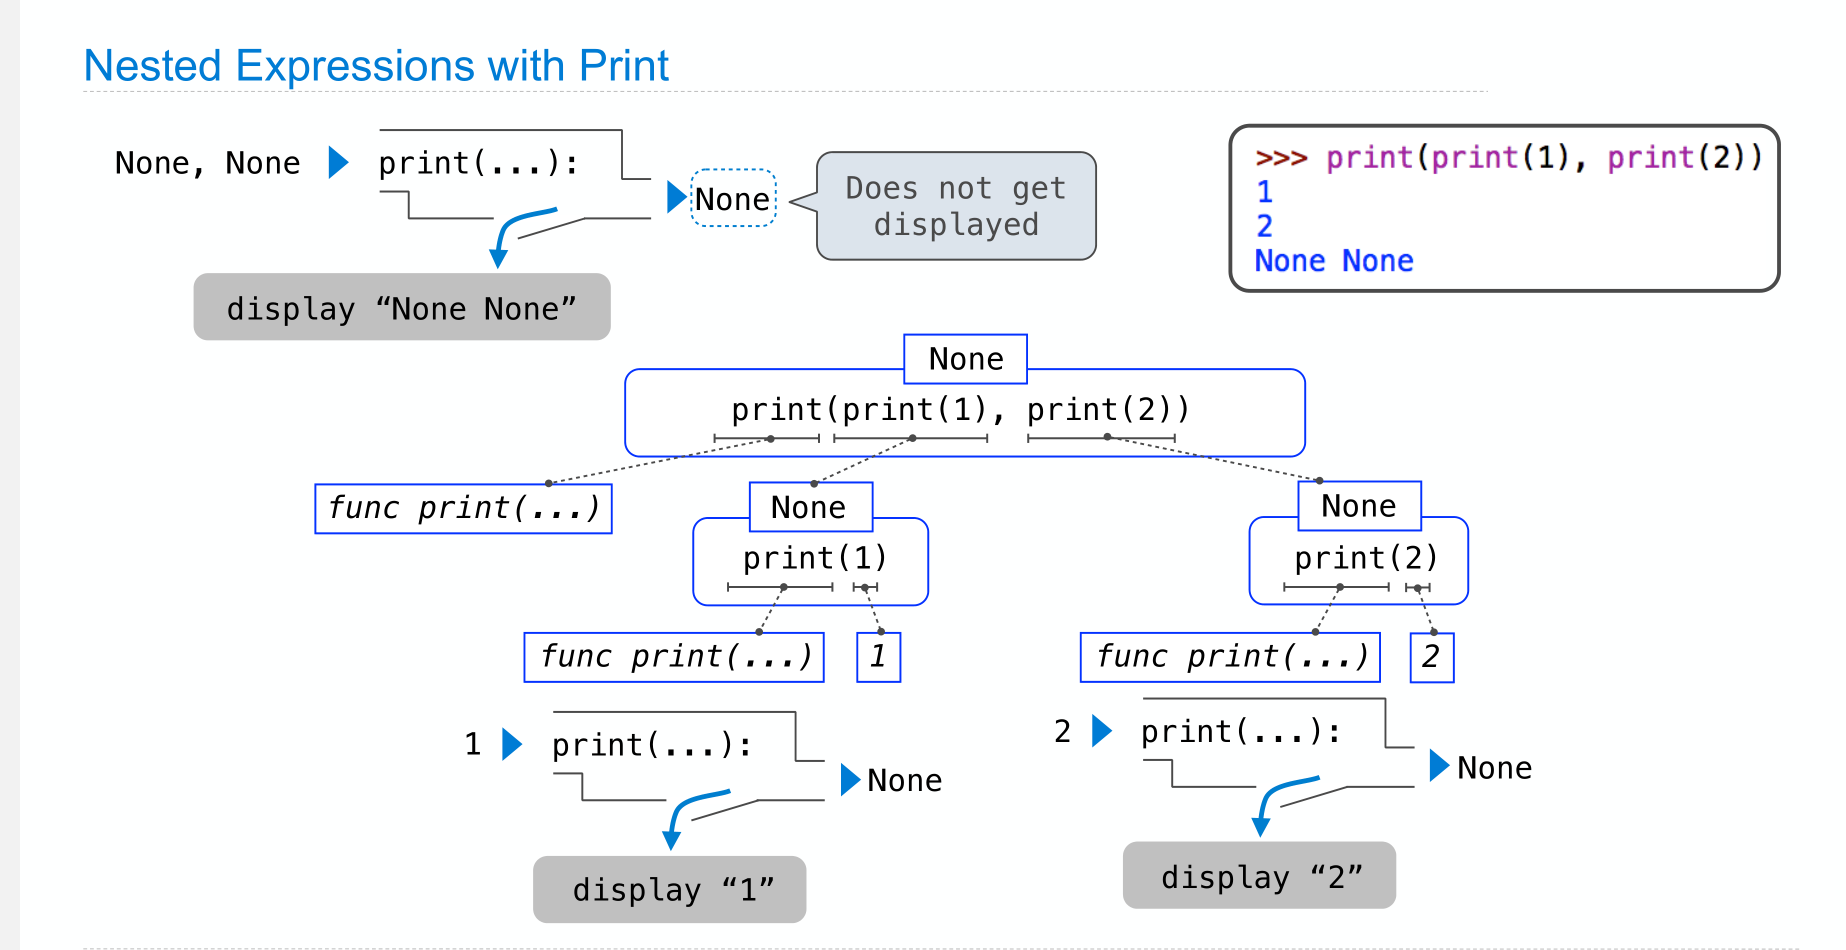 Nested Expressions with Print
None, None
print(...):
None
Does not get
displayed
display “None None”
>>> print(print(1), print(2))
1
2
None None
None
print(print(1), print(2))
func print(...)
None
print(1)
func print(...)
1
None
print(2)
func print(...)
2
1
print(...):
None
display “1”
2
print(...):
None
display “2”